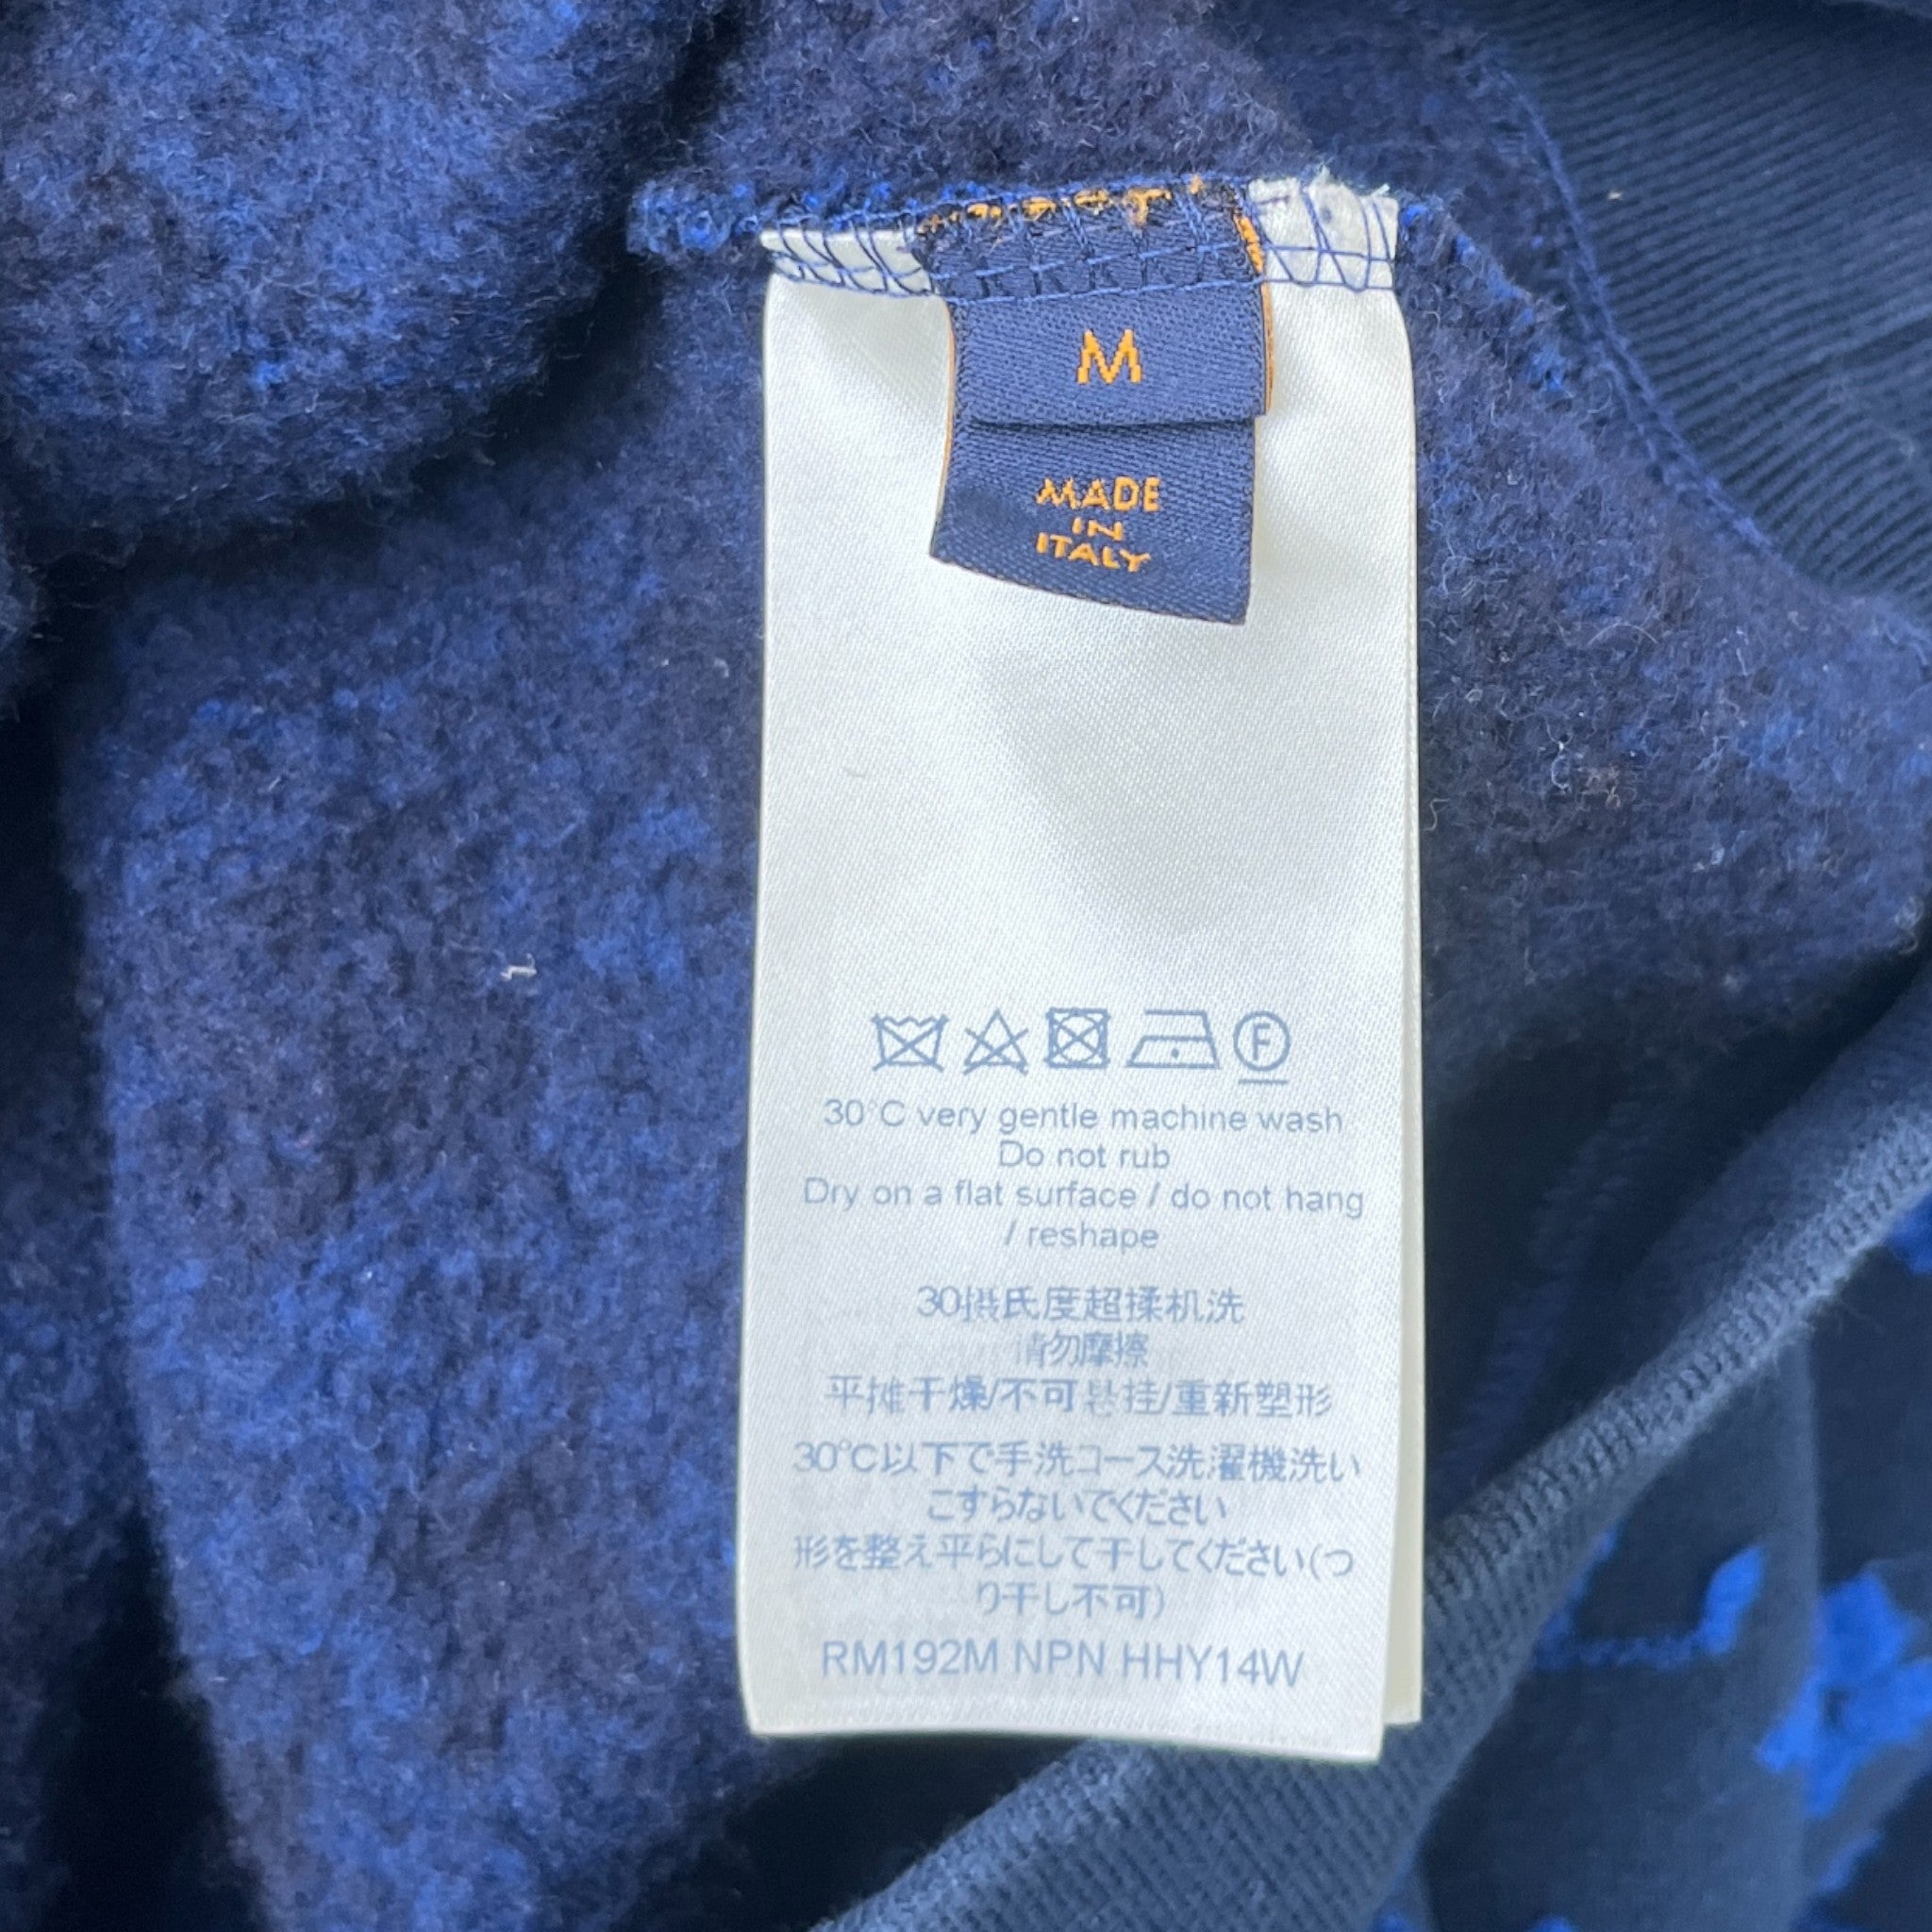 M
MADE
IN
ITALY
F
30°C very gentle machine wash
Do not rub
Dry on a flat surface / do not hang
/ reshape
30摄氏度超揉机洗
请勿摩擦
平摊干燥/不可悬挂/重新塑形
30°C以下で手洗コース洗濯機洗い
こすらないでください
形を整え平らにして干してください(つ
り干し不可)
RM192M NPN HHY14W